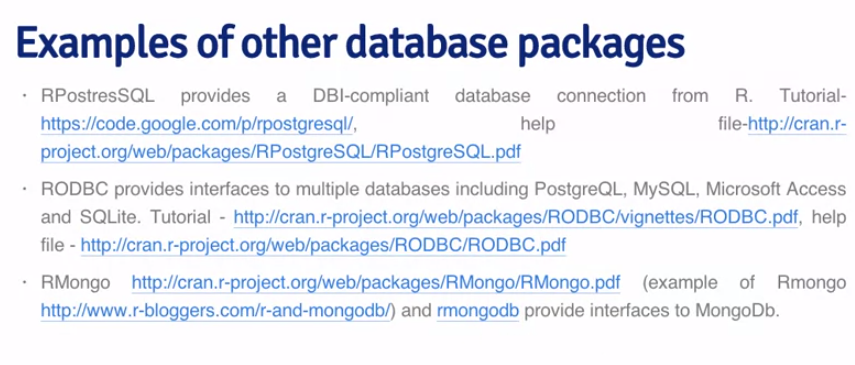 Examples of other database packages
· RPostresSQL provides a DBI-compliant database connection from R. Tutorial-
https://code.google.com/p/rpostgresql/, help file-http://cran.r-
project.org/web/packages/RPostgreSQL/RPostgreSQL.pdf
· RODBC provides interfaces to multiple databases including PostgreQL, MySQL, Microsoft Access
and SQLite. Tutorial - http://cran.r-project.org/web/packages/RODBC/vignettes/RODBC.pdf, help
file - http://cran.r-project.org/web/packages/RODBC/RODBC.pdf
· RMongo http://cran.r-project.org/web/packages/RMongo/RMongo.pdf (example of Rmongo
http://www.r-bloggers.com/r-and-mongodb/) and rmongodb provide interfaces to MongoDb.